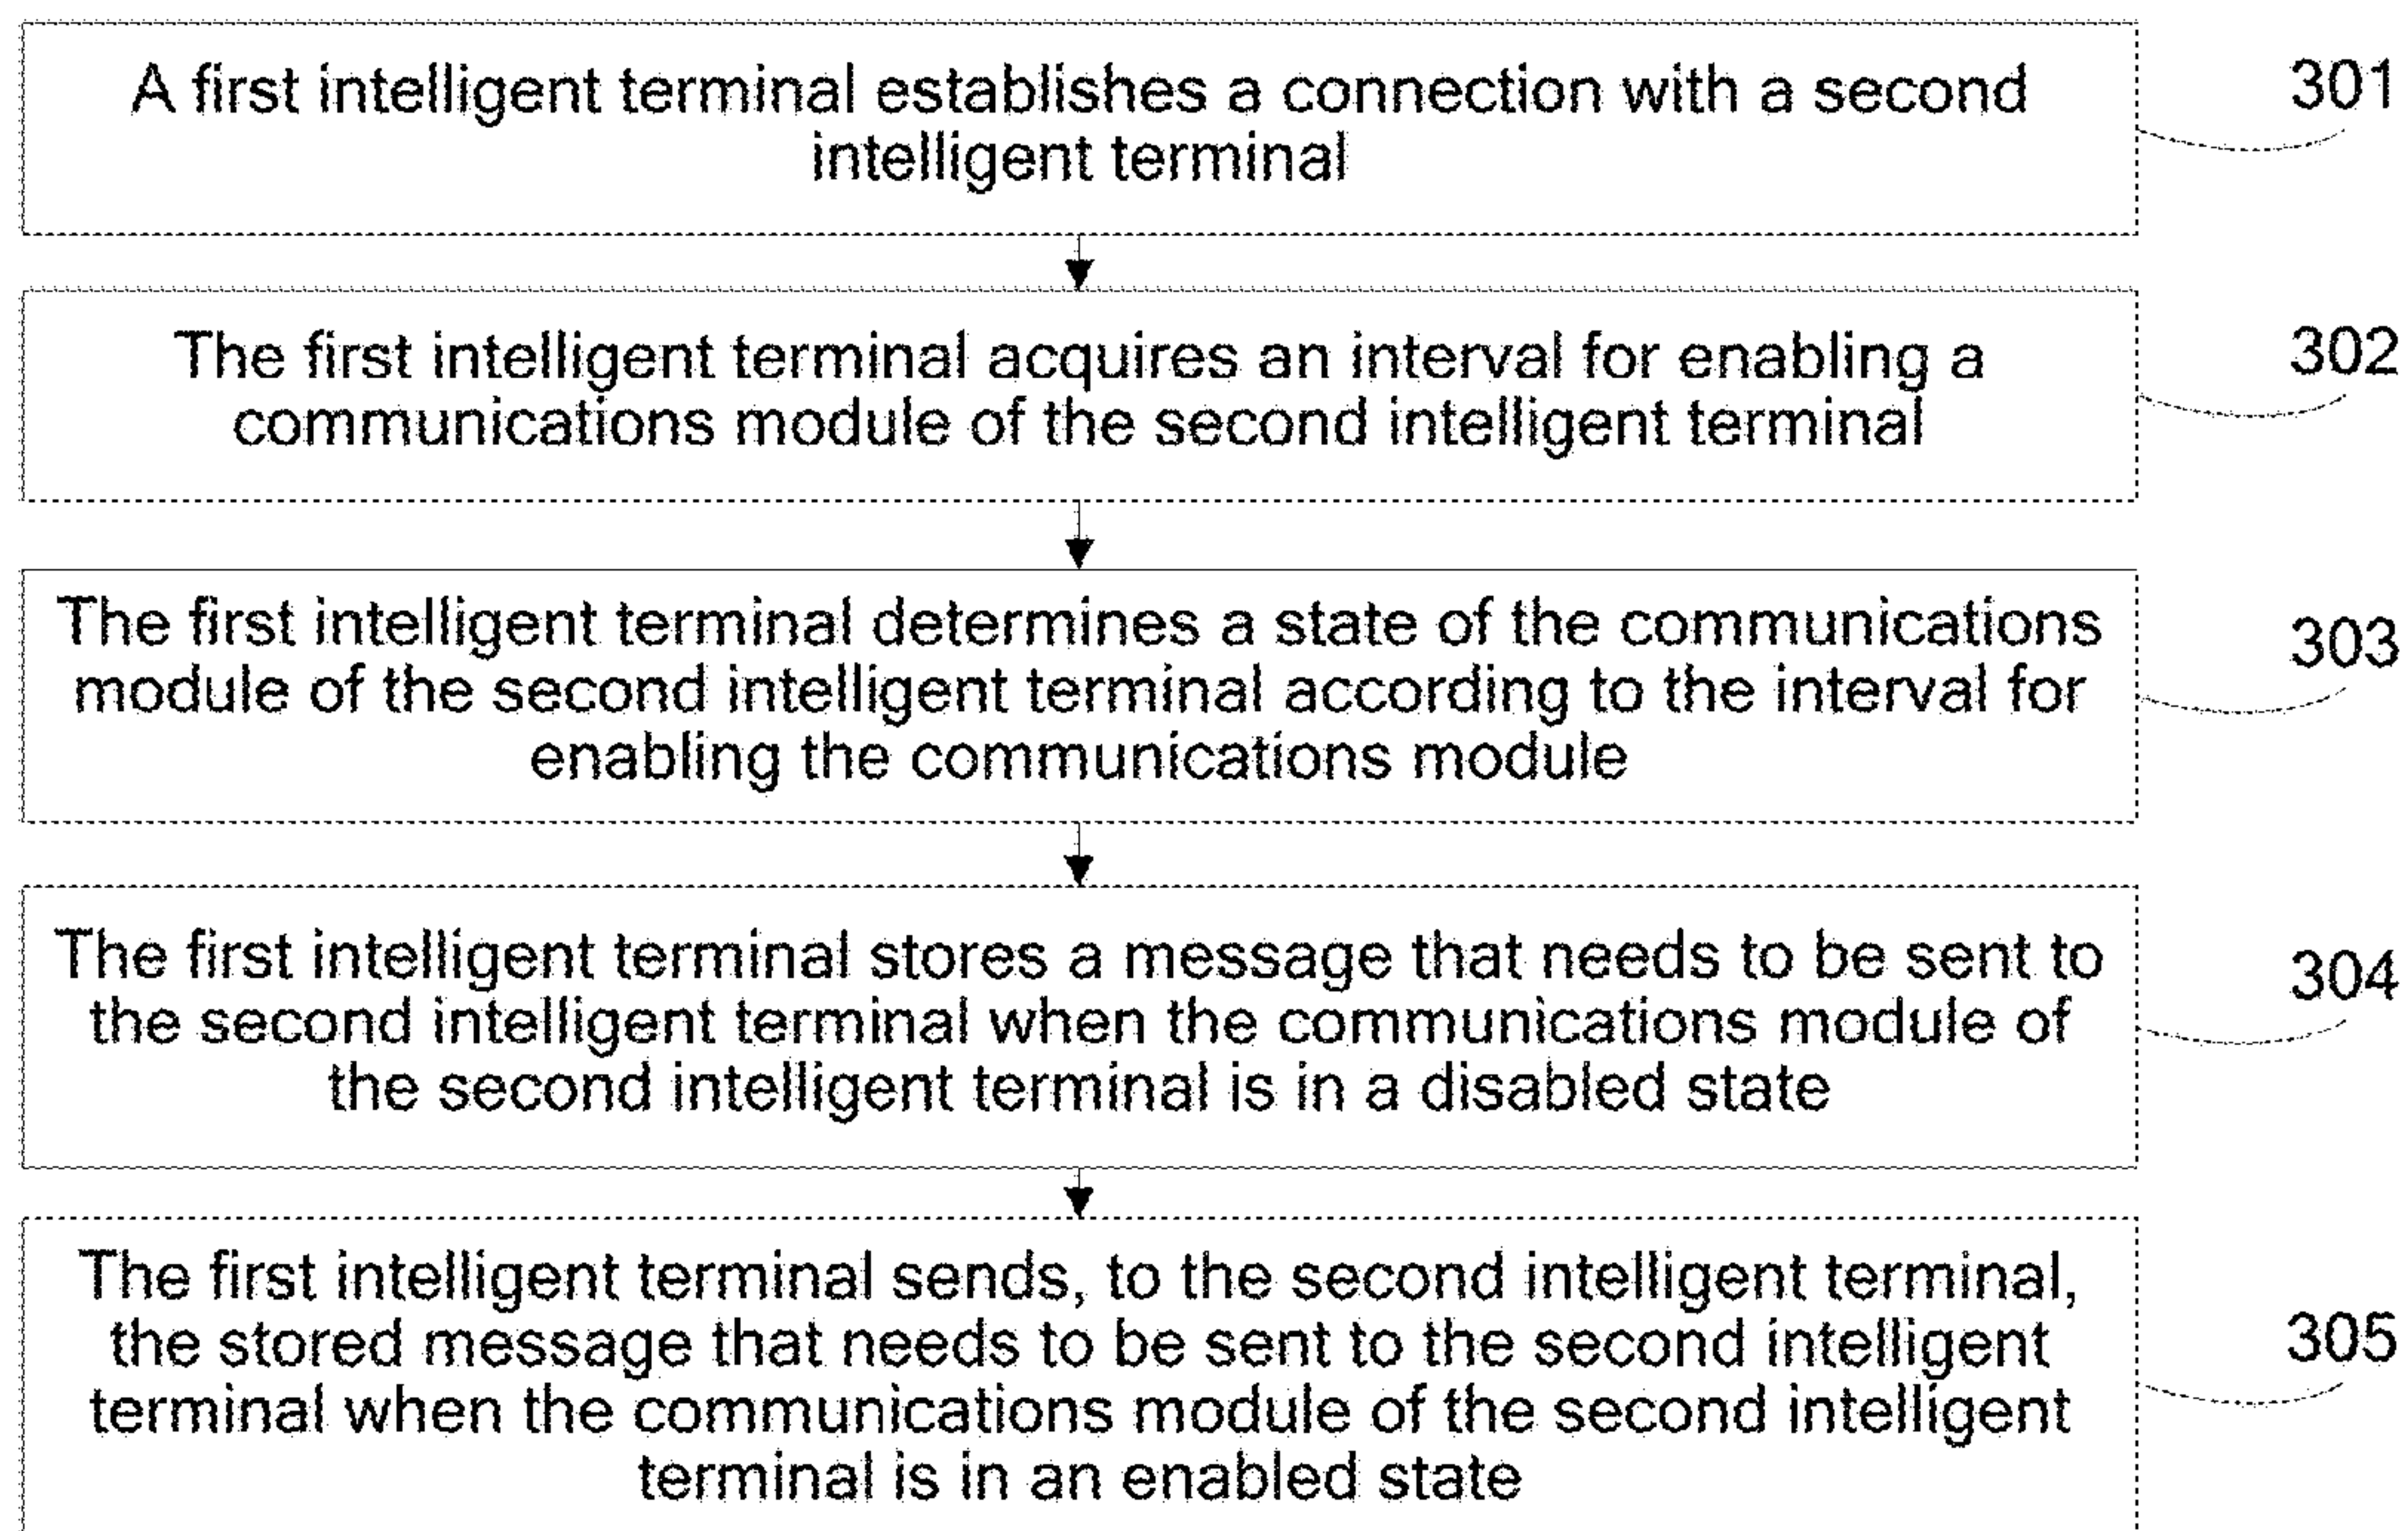 A first intelligent terminal establishes a connection with a second
intelligent terminal
301
The first intelligent terminal acquires an interval for enabling a
communications module of the second intelligent terminal
302
The first intelligent terminal determines a state of the communications
module of the second intelligent terminal according to the interval for
enabling the communications module
303
The first intelligent terminal stores a message that needs to be sent to
the second intelligent terminal when the communications module of
the second intelligent terminal is in a disabled state
304
The first intelligent terminal sends, to the second intelligent terminal,
the stored message that needs to be sent to the second intelligent
terminal when the communications module of the second intelligent
terminal is in an enabled state
305